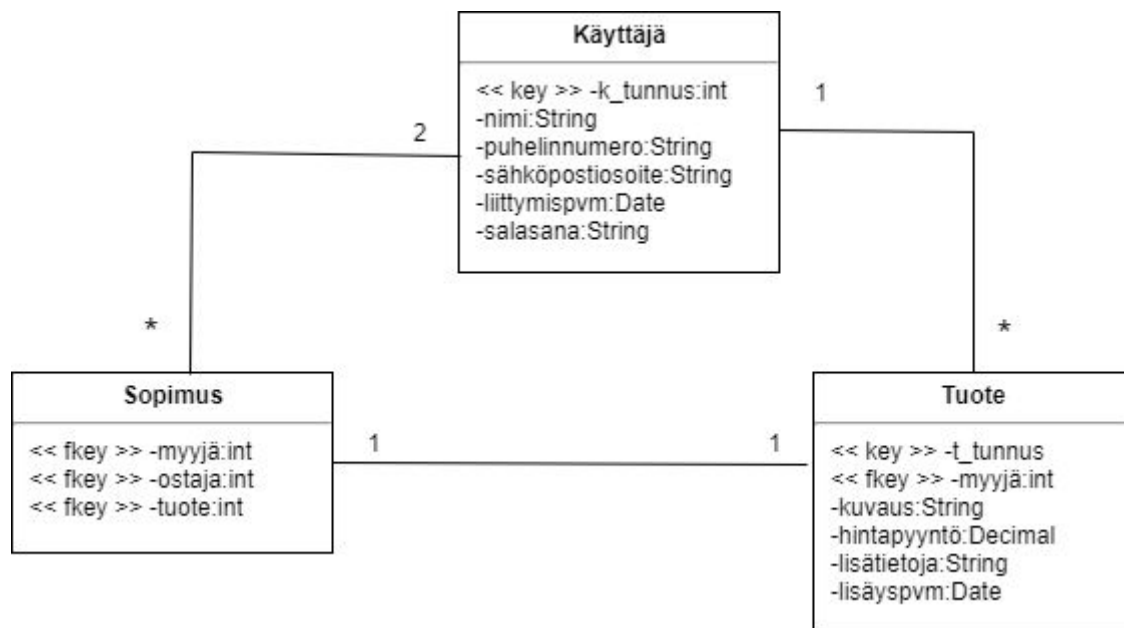 Käyttäjä
<< key >> -k_tunnus:int
-nimi:String
-puhelinnumero:String
-sähköpostiosoite:String
-liittymispvm:Date
-salasana:String
1
2
*
*
Sopimus
<< fkey >> -myyjä:int
<< fkey >> -ostaja:int
<< fkey >> -tuote:int
1
1
Tuote
<< key >> -t_tunnus
<< fkey >> -myyjä:int
-kuvaus:String
-hintapyyntö:Decimal
-lisätietoja:String
-lisäyspvm:Date